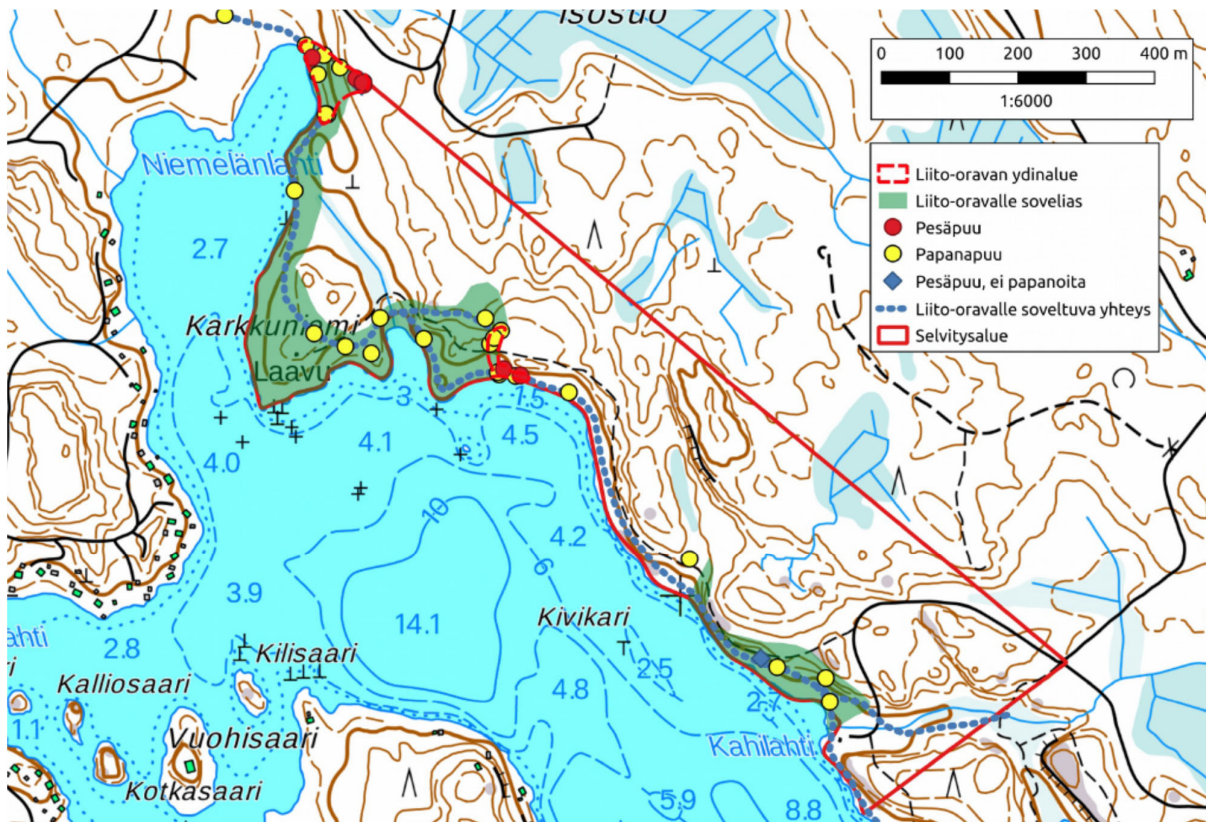 Isosuo
0 100 200 300 400 m
1:6000
Niemelänlahti
Liito-oravan ydinalue
Liito-oravalle sovelias
Pesäpuu
Papanapuu
Pesäpuu, ei papanoita
Liito-oravalle soveltuva yhteys
Selvitysalue
2.7
Karkkuniemi
Laavu
3
1.5
4.1
4.5
4.0
10
4.2
6
3.9
14.1
Kivikari
2.8
Kilisaari
2.5
Kalliosaari
4.8
2.7
1.1
Vuohisaari
Kahilahti
Kotkasaari
5.9
8.8